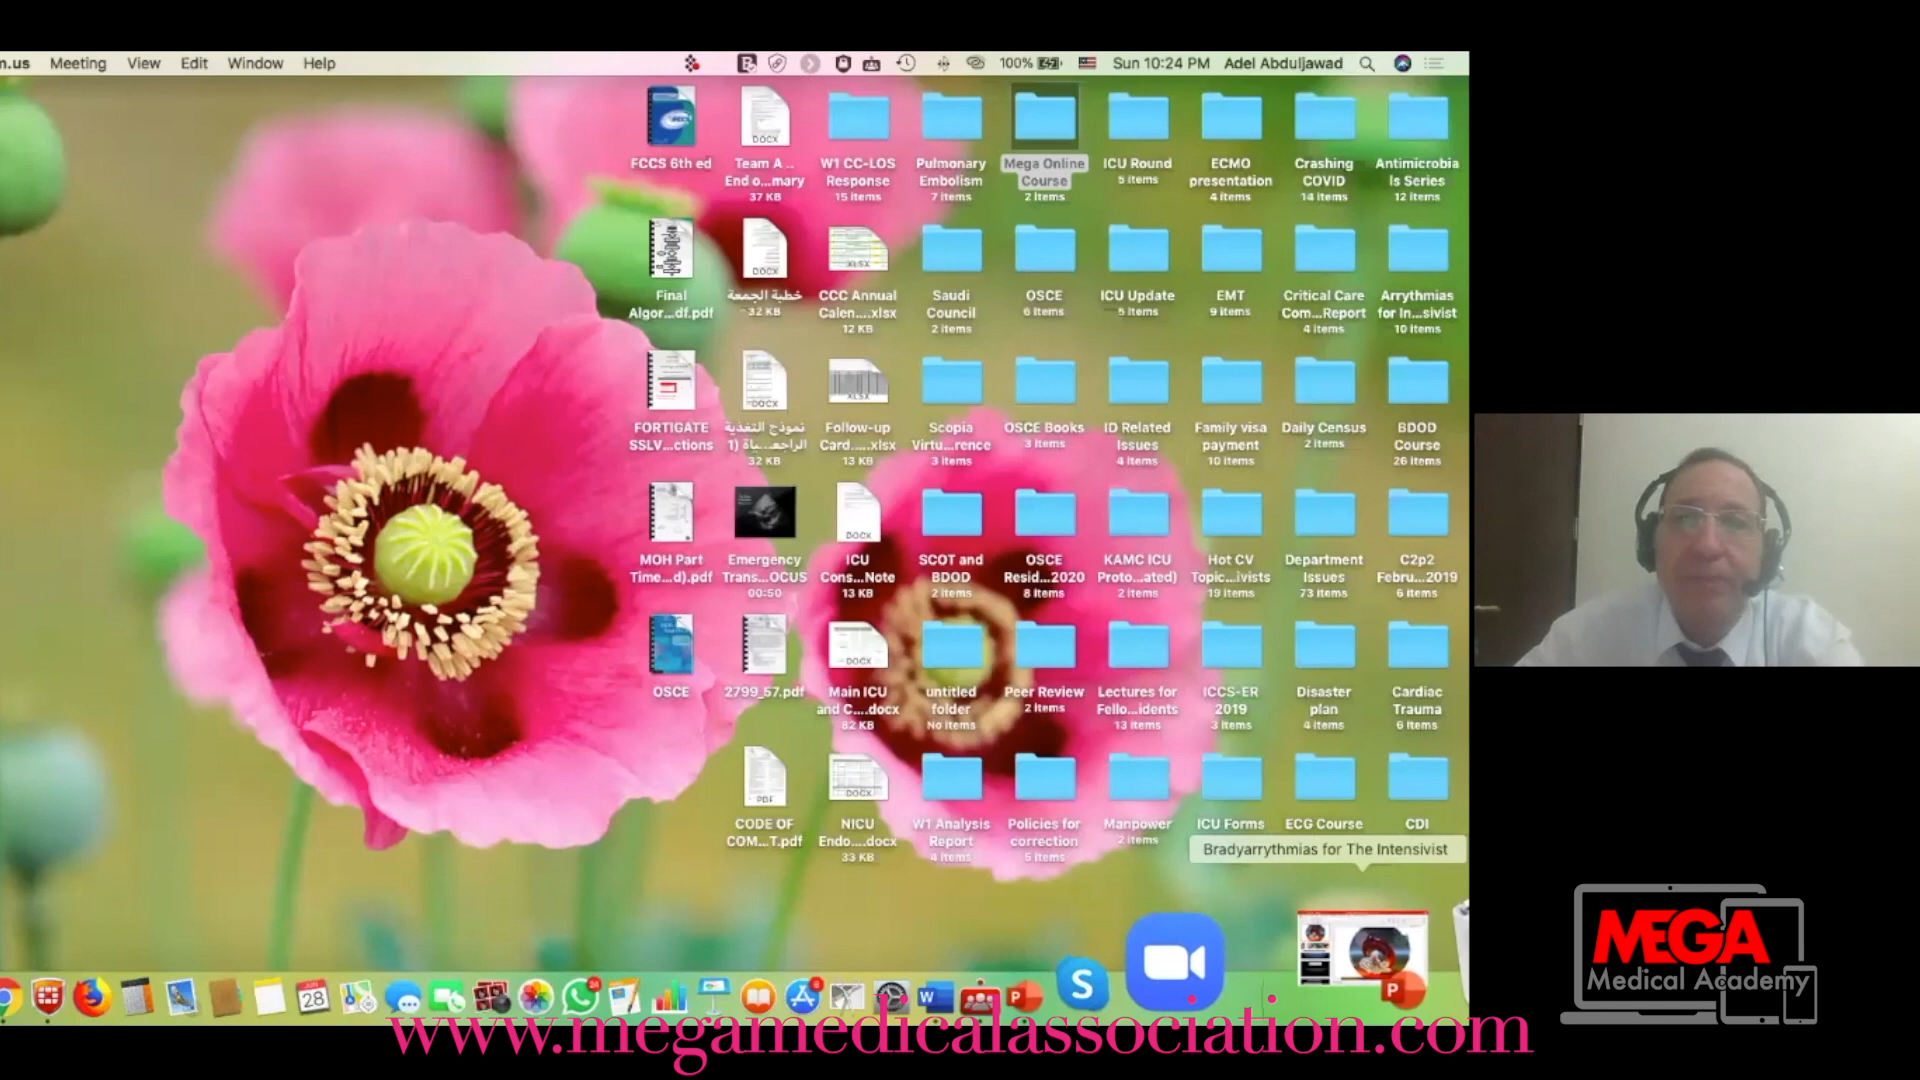 m.us Meeting View Edit Window Help 100% Sun 10:24 PM Adel Abduljawad
FCCS 6th ed
Team A ..
End o...mary
37 KB
W1 CC-LOS
Response
15 items
Pulmonary
Embolism
7 items
Mega Online
Course
2 items
ICU Round
5 items
ECMO
presentation
4 items
Crashing
COVID
14 items
Antimicrobia
ls Series
12 items
Final
Algor...df.pdf
خطبة الجمعة
32 KB
CCC Annual
Calen....xlsx
12 KB
Saudi
Council
2 items
OSCE
6 items
ICU Update
5 items
EMT
9 items
Critical Care
Com...Report
4 items
Arrythmias
for In...sivist
10 items
FORTIGATE
SSLV...ctions
نموذج التغذية
32 KB
Follow-up
Card.....xlsx
13 KB
Scopia
Virtu...rence
3 items
OSCE Books
3 items
ID Related
Issues
4 items
Family visa
payment
10 items
Daily Census
2 items
BDOD
Course
26 items
MOH Part
Time...d).pdf
Emergency
Trans...OCUS
00:50
DOCX
ICU
Cons...Note
13 KB
SCOT and
BDOD
2 items
OSCE
Resid...2020
8 items
KAMC ICU
Proto...ated)
2 items
Hot CV
Topic...ivists
19 items
Department
Issues
73 items
C2p2
Febru...2019
6 items
OSCE
2799_57.pdf
DOCX
Main ICU
and C....docx
82 KB
untitled
folder
No items
Peer Review
2 items
Lectures for
Fello...idents
13 items
ICCS-ER
2019
3 items
Disaster
plan
4 items
Cardiac
Trauma
6 items
PDF
CODE OF
COM...T.pdf
DOCX
NICU
Endo....docx
33 KB
W1 Analysis
Report
4 items
Policies for
correction
5 items
Manpower
2 items
ICU Forms
ECG Course
CDI
Bradyarrythmias for The Intensivist
JUN
28
W
P
S
P
MEGA
Medical Academy
www.megamedicalassociation.com